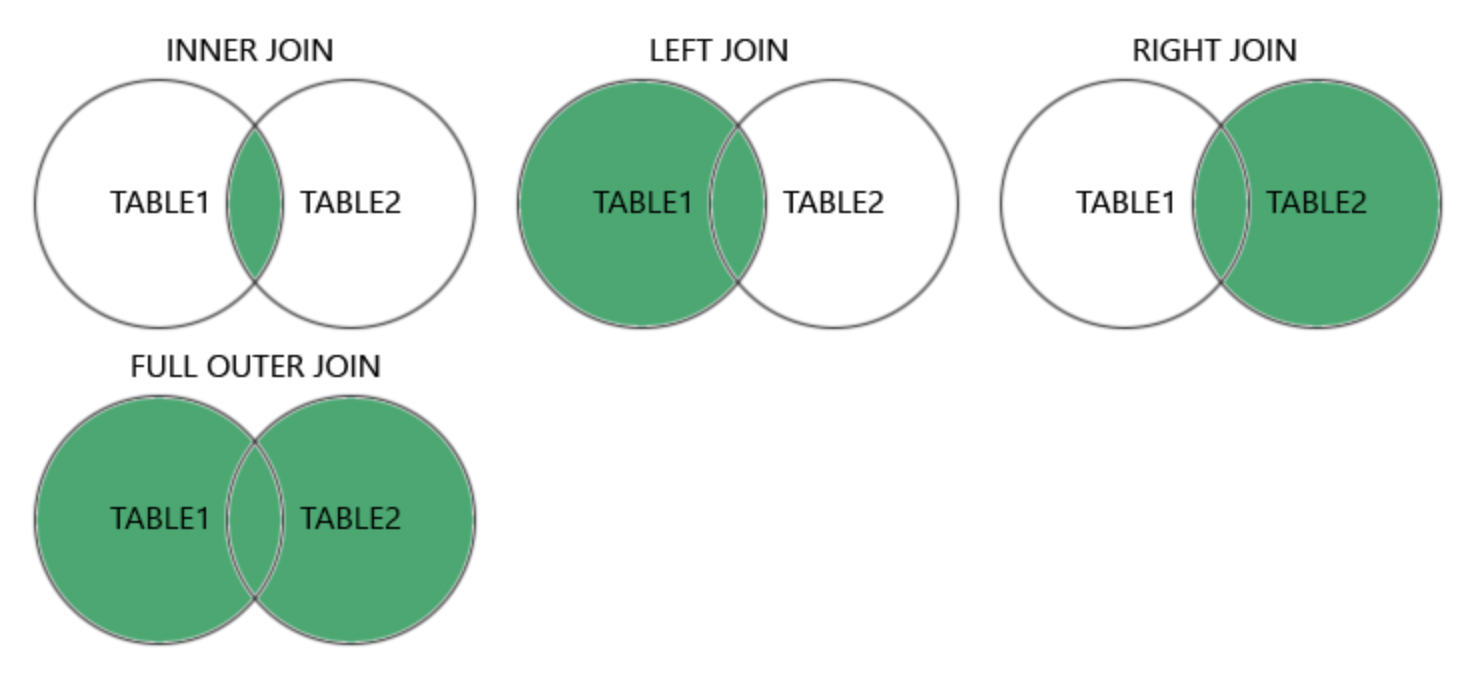 INNER JOIN
TABLE1 TABLE2
LEFT JOIN
TABLE1 TABLE2
RIGHT JOIN
TABLE1 TABLE2
FULL OUTER JOIN
TABLE1 TABLE2